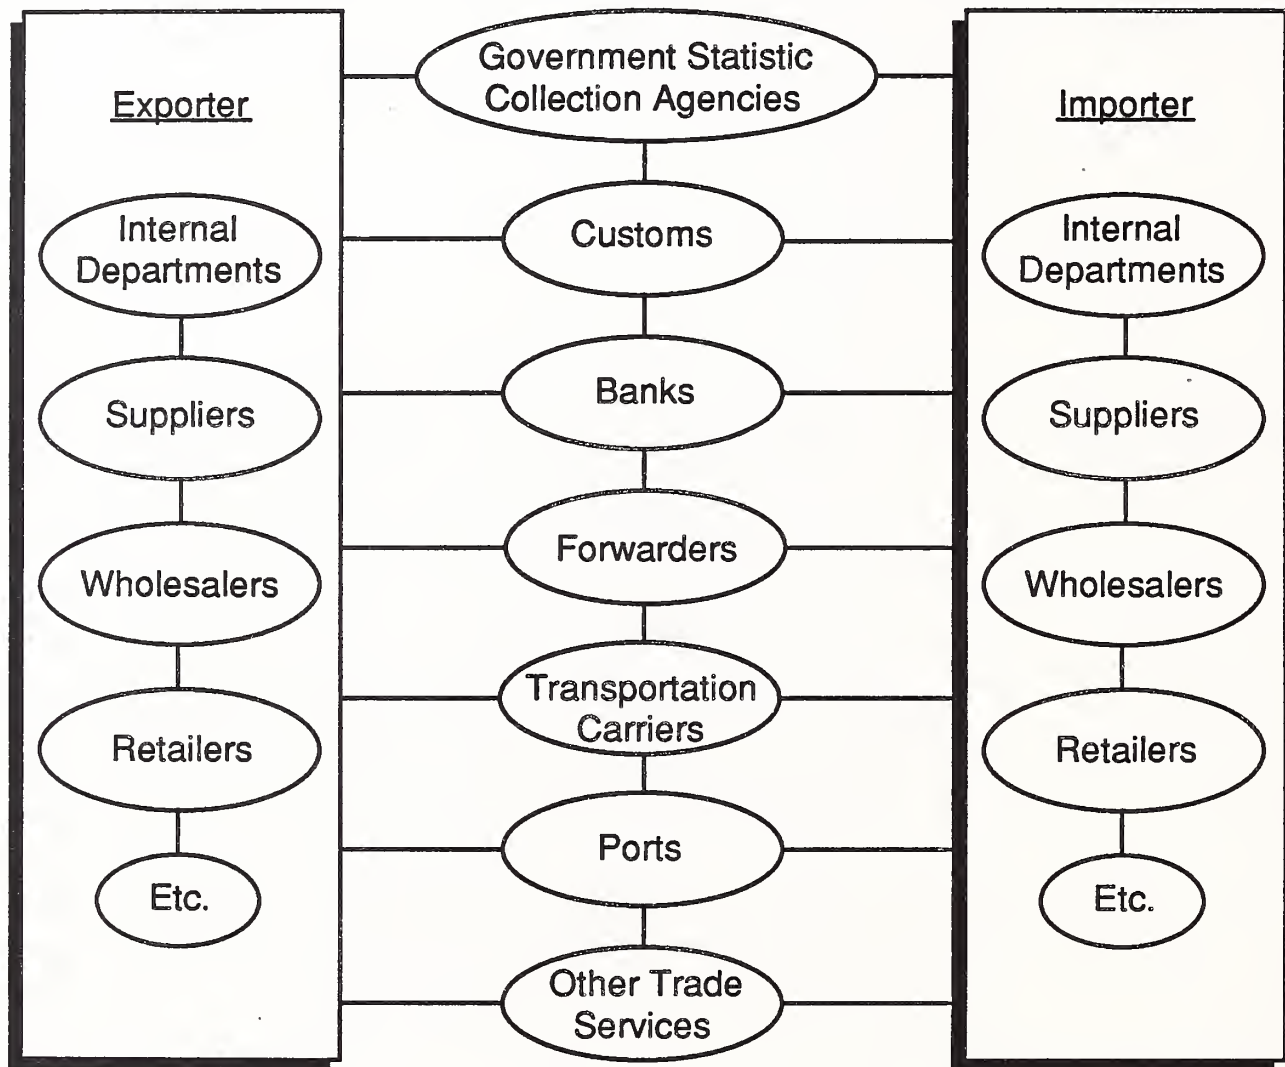 Exporter
Internal
Departments
Suppliers
Wholesalers
Retailers
Etc.
Government Statistic
Collection Agencies
Customs
Banks
Forwarders
Transportation
Carriers
Ports
Other Trade
Services
Importer
Internal
Departments
Suppliers
Wholesalers
Retailers
Etc.